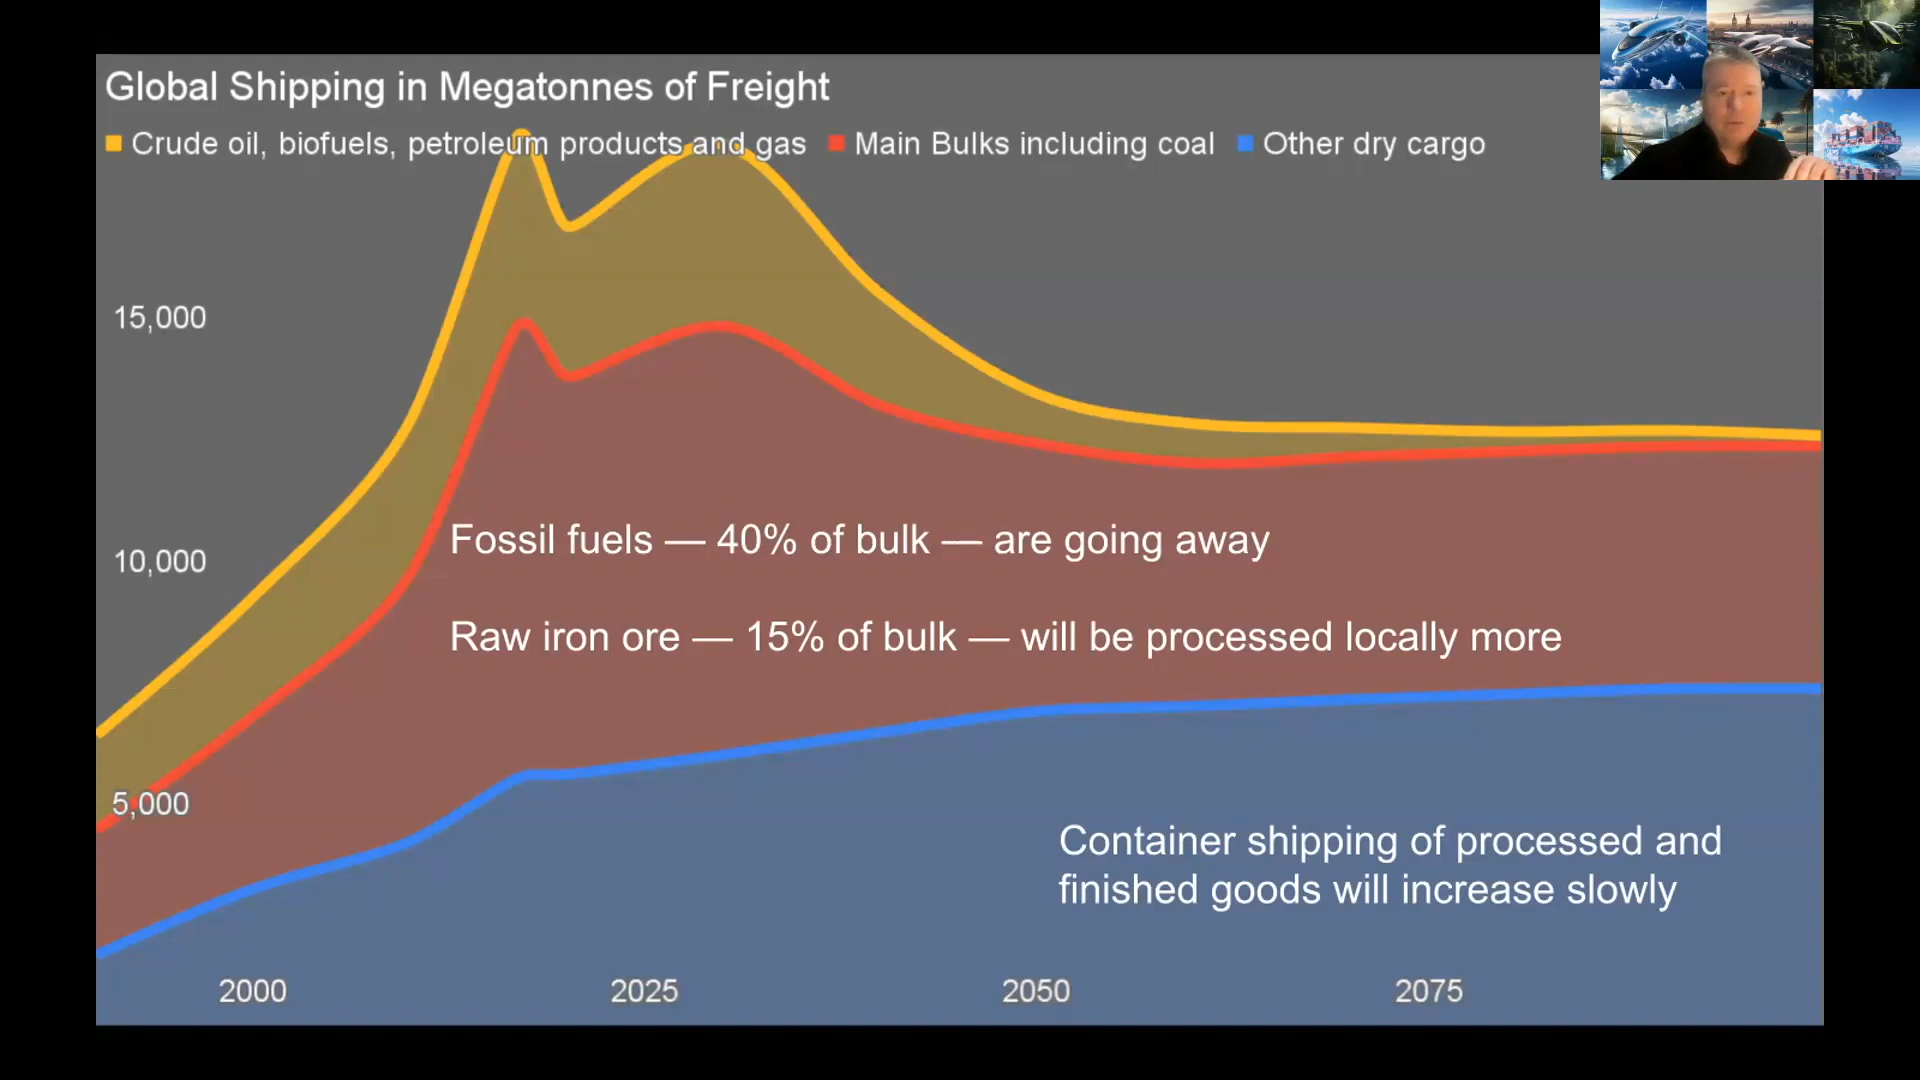 Global Shipping in Megatonnes of Freight
Crude oil, biofuels, petroleum products and gas Main Bulks including coal Other dry cargo
15,000
10,000
Fossil fuels — 40% of bulk — are going away
Raw iron ore — 15% of bulk — will be processed locally more
5,000
Container shipping of processed and
finished goods will increase slowly
2000 2025 2050 2075